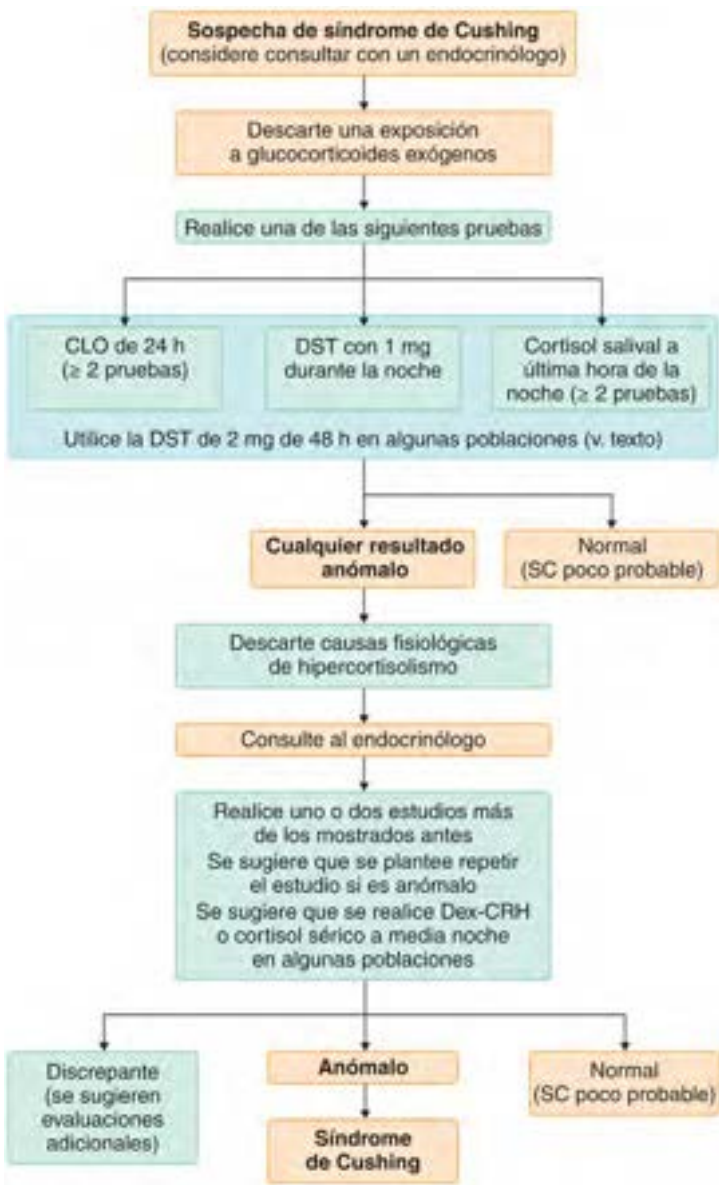 Sospecha de síndrome de Cushing
(considere consultar con un endocrinólogo)
Descarte una exposición
a glucocorticoides exógenos
Realice una de las siguientes pruebas
CLO de 24 h
(≥ 2 pruebas)
DST con 1 mg
durante la noche
Cortisol salival a
última hora de la
noche (≥ 2 pruebas)
Utilice la DST de 2 mg de 48 h en algunas poblaciones (v. texto)
Cualquier resultado
anómalo
Normal
(SC poco probable)
Descarte causas fisiológicas
de hipercortisolismo
Consulte al endocrinólogo
Realice uno o dos estudios más
de los mostrados antes
Se sugiere que se plantee repetir
el estudio si es anómalo
Se sugiere que se realice Dex-CRH
o cortisol sérico a media noche
en algunas poblaciones
Discrepante
(se sugieren
evaluaciones
adicionales)
Anómalo
Normal
(SC poco probable)
Síndrome
de Cushing